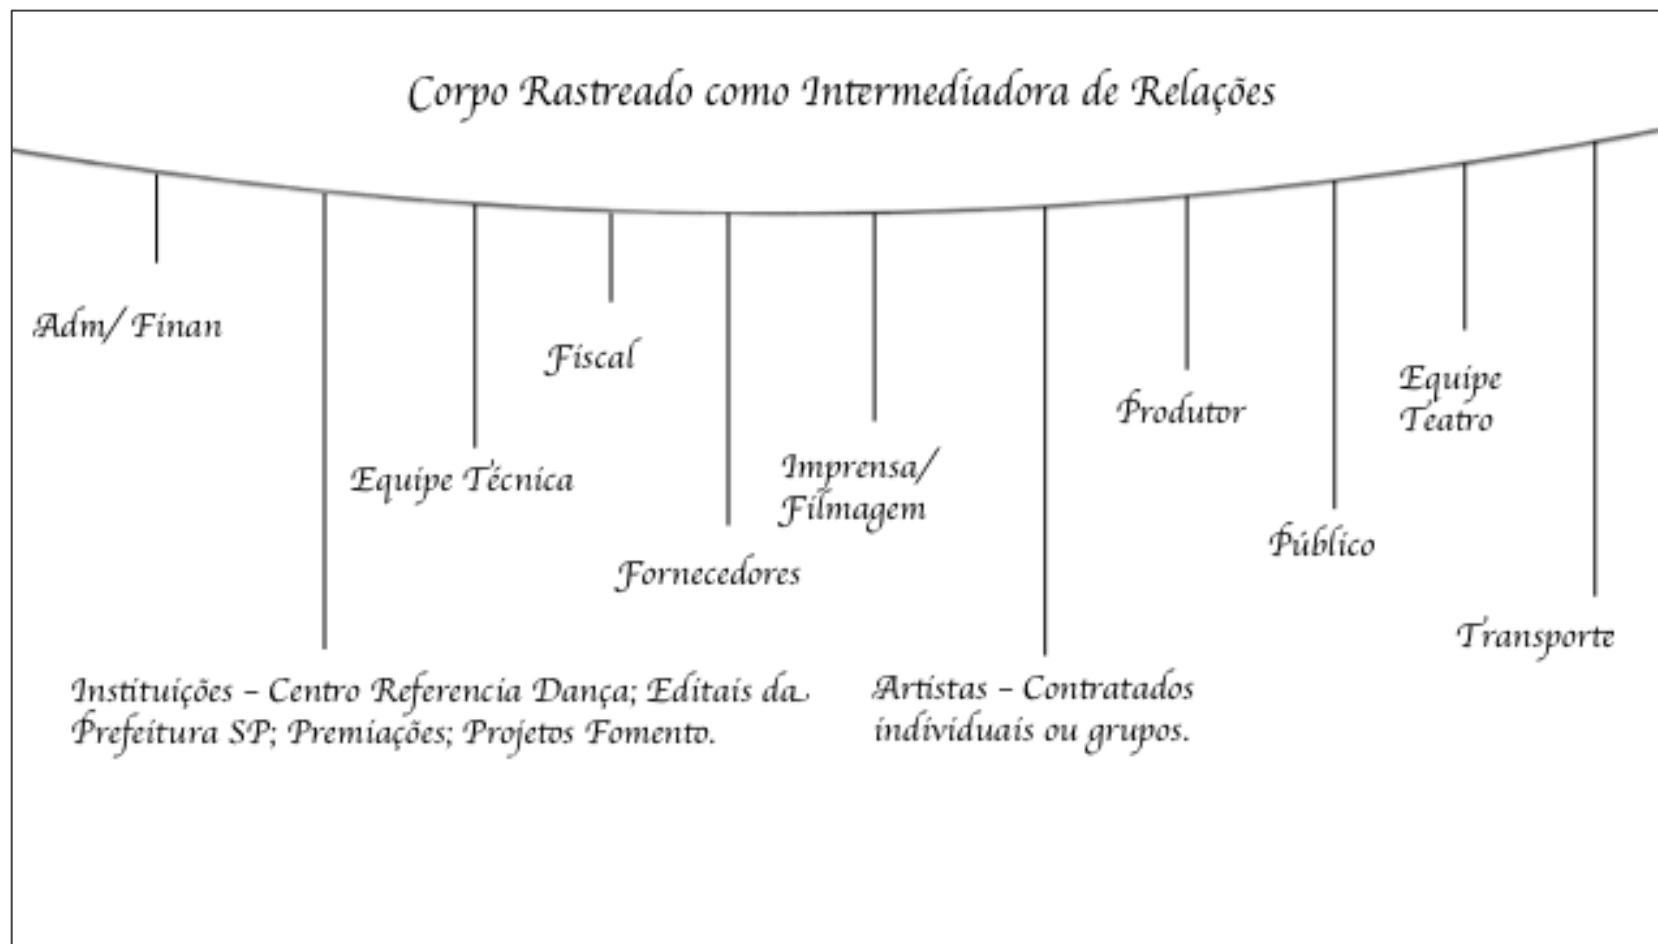 Corpo Rastreado como Intermediadora de Relações
Adm/ Finan
Fiscal
Equipe
Teatro
Produtor
Imprensa/
Filmagem
Equipe Técnica
Público
Fornecedores
Transporte
Instituições – Centro Referencia Dança; Editais da
Prefeitura SP; Premiações; Projetos Fomento.
Artistas – Contratados
individuais ou grupos.